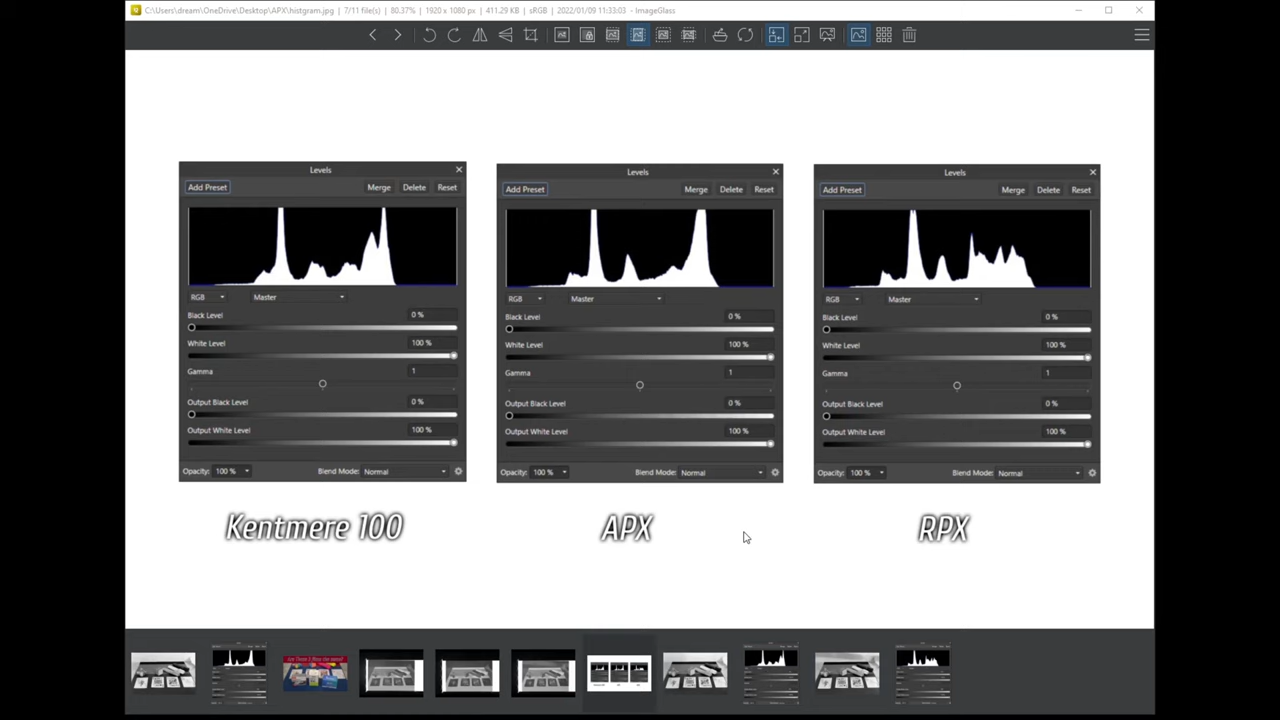 C:\Users\dream\OneDrive\Desktop\APX\histgram.jpg | 7/11 file(s) | 80.37% | 1920 x 1080 px | 411.29 KB | sRGB | 2022/01/09 11:33:03 - ImageGlass
Levels
Add Preset
Merge
Delete
Reset
RGB
Master
Black Level
0 %
White Level
100 %
Gamma
1
Output Black Level
0 %
Output White Level
100 %
Opacity: 100 %
Blend Mode: Normal
Kentmere 100
Levels
Add Preset
Merge
Delete
Reset
RGB
Master
Black Level
0 %
White Level
100 %
Gamma
1
Output Black Level
0 %
Output White Level
100 %
Opacity: 100 %
Blend Mode: Normal
APX
Levels
Add Preset
Merge
Delete
Reset
RGB
Master
Black Level
0 %
White Level
100 %
Gamma
1
Output Black Level
0 %
Output White Level
100 %
Opacity: 100 %
Blend Mode: Normal
RPX